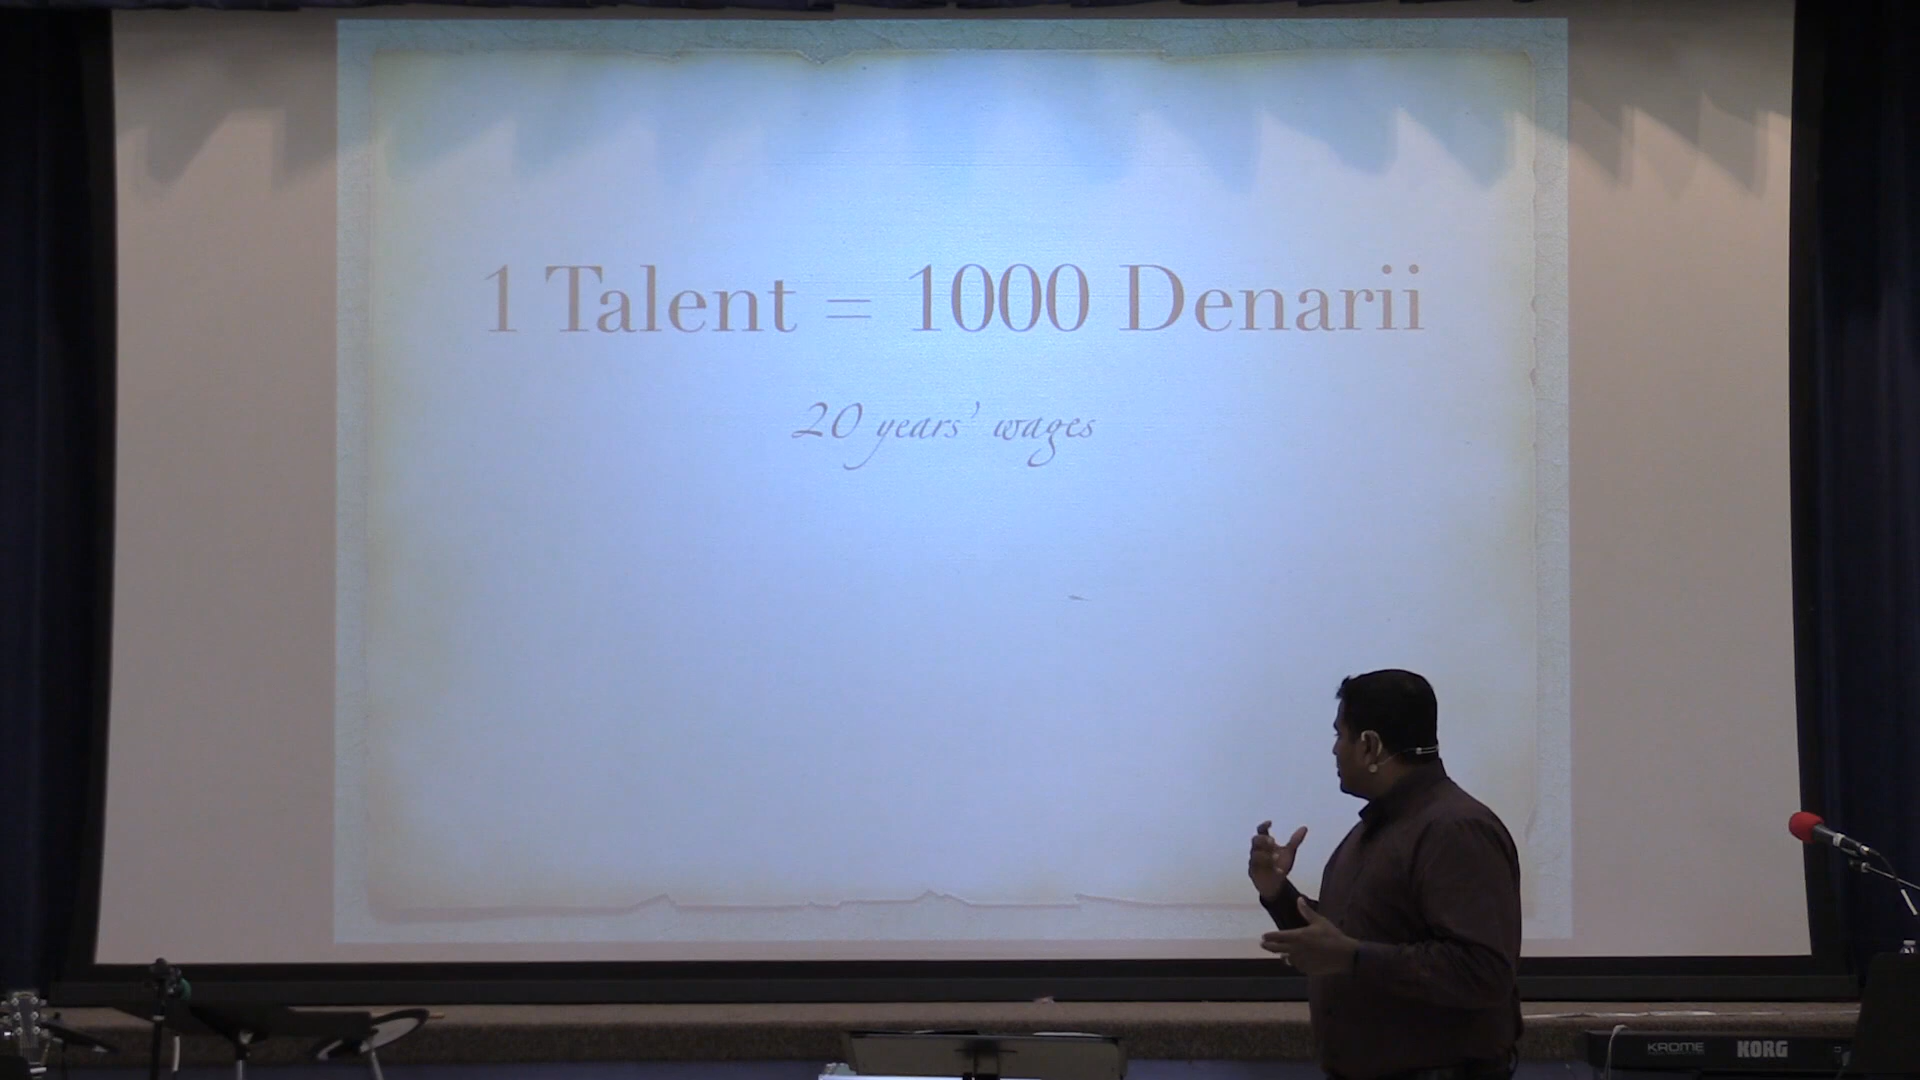 1 Talent = 1000 Denarii
20 years' wages
KROME KORG